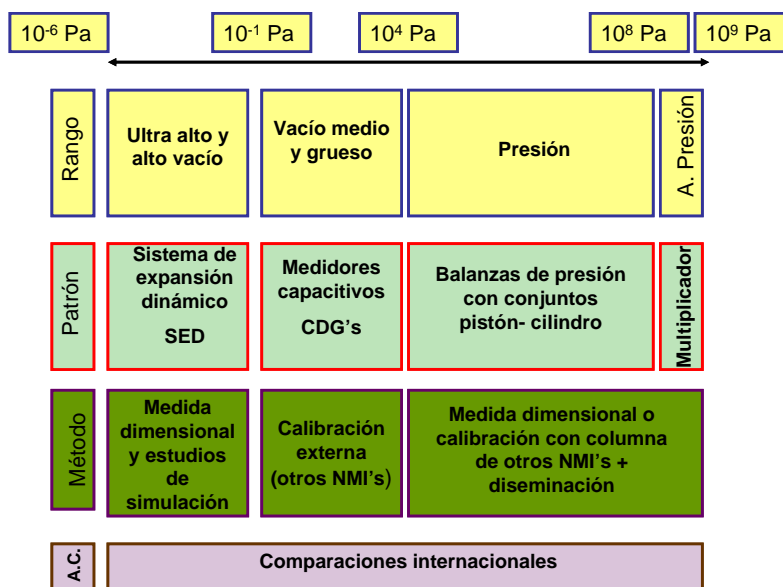 10⁻⁶ Pa
10⁻¹ Pa
10⁴ Pa
10⁸ Pa
10⁹ Pa
Rango
Ultra alto y
alto vacío
Vacío medio
y grueso
Presión
A. Presión
Patrón
Sistema de
expansión
dinámico
SED
Medidores
capacitivos
CDG's
Balanzas de presión
con conjuntos
pistón- cilindro
Multiplicador
Método
Medida
dimensional
y estudios
de
simulación
Calibración
externa
(otros NMI's)
Medida dimensional o
calibración con columna
de otros NMI's +
diseminación
A.C.
Comparaciones internacionales